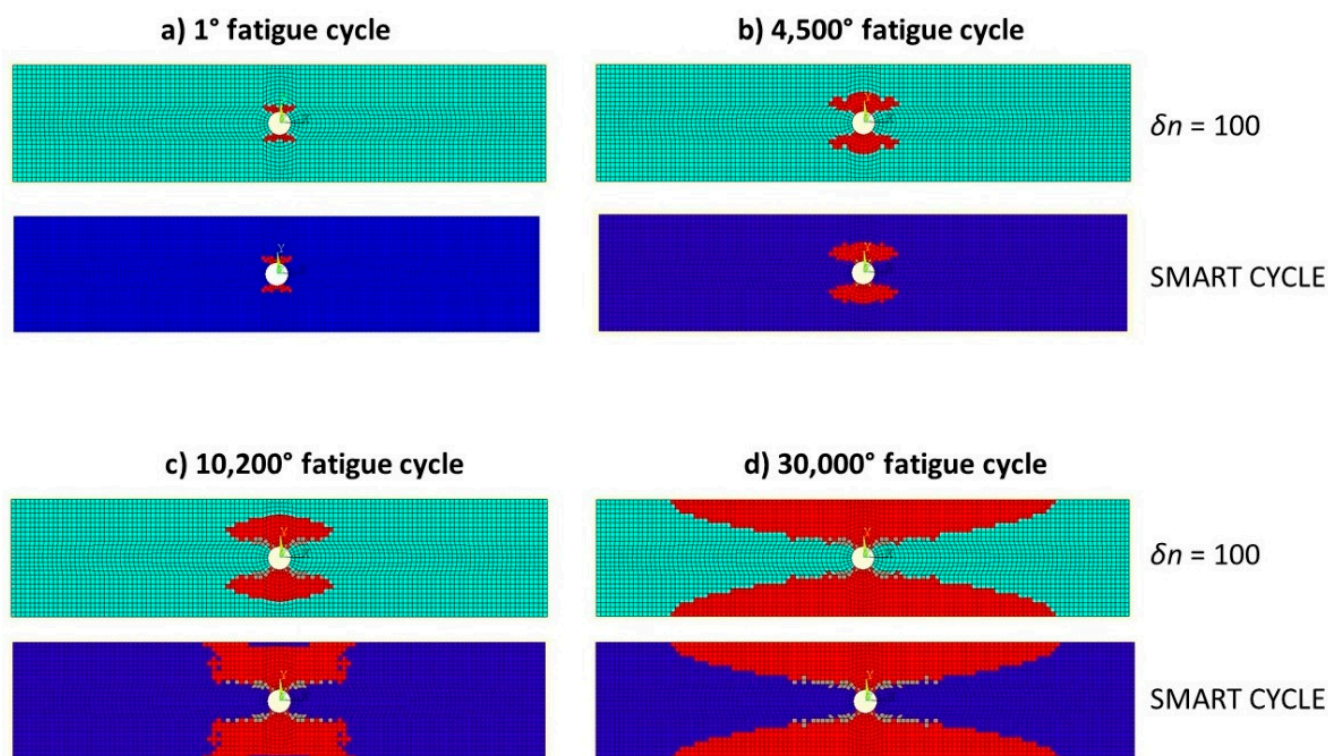 a) 1° fatigue cycle
b) 4,500° fatigue cycle
δn = 100
SMART CYCLE
c) 10,200° fatigue cycle
d) 30,000° fatigue cycle
δn = 100
SMART CYCLE